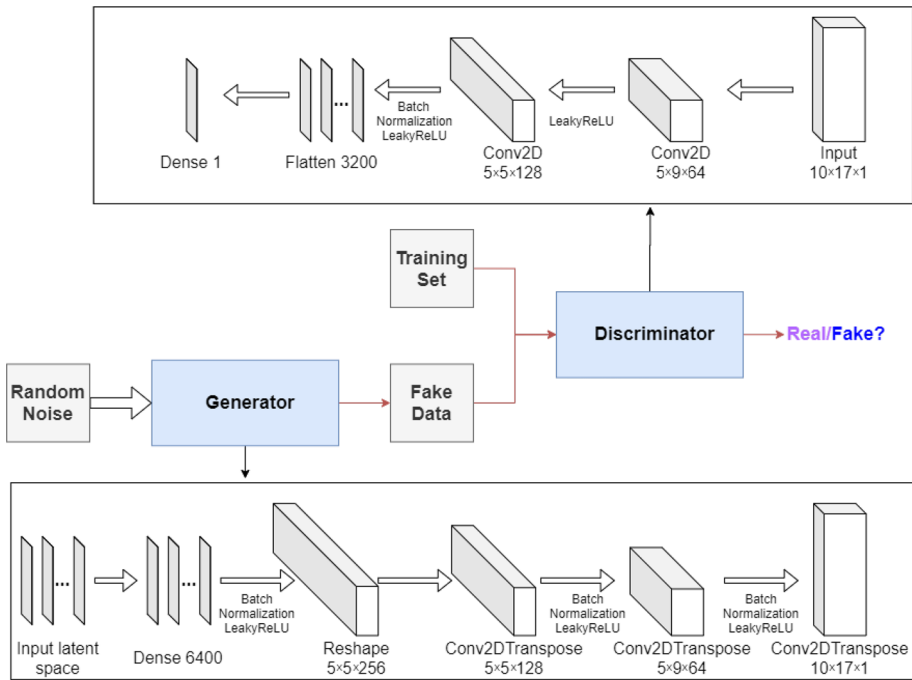 Batch
Normalization
LeakyReLU
LeakyReLU
Dense 1
Flatten 3200
Conv2D
5×5×128
Conv2D
5×9×64
Input
10×17×1
...
Training
Set
Discriminator
Real/Fake?
Random
Noise
Generator
Fake
Data
...
...
Batch
Normalization
LeakyReLU
Batch
Normalization
LeakyReLU
Batch
Normalization
LeakyReLU
Input latent
space
Dense 6400
Reshape
5×5×256
Conv2DTranspose
5×5×128
Conv2DTranspose
5×9×64
Conv2DTranspose
10×17×1